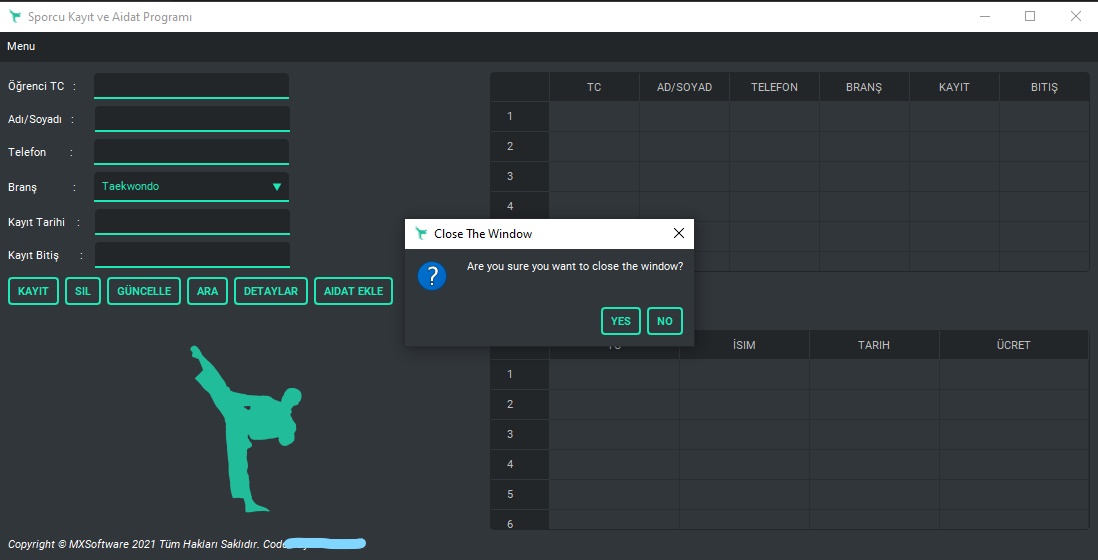 Sporcu Kayıt ve Aidat Programı
Menu
Öğrenci TC :
Adı/Soyadı :
Telefon :
Branş : Taekwondo
Kayıt Tarihi :
Kayıt Bitiş :
KAYIT SIL GÜNCELLE ARA DETAYLAR AIDAT EKLE
TC AD/SOYAD TELEFON BRANŞ KAYIT BITIŞ
1
2
3
4
Close The Window
?
Are you sure you want to close the window?
YES NO
İSIM TARIH ÜCRET
1
2
3
4
5
6
Copyright © MXSoftware 2021 Tüm Hakları Saklıdır.